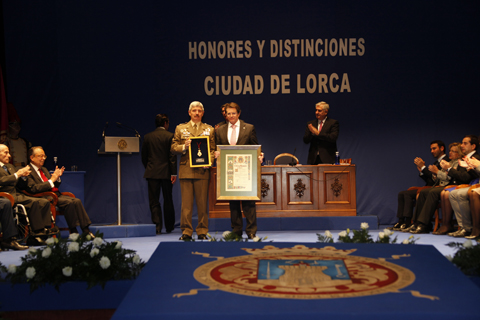 HONORES Y DISTINCIONES
CIUDAD DE LORCA